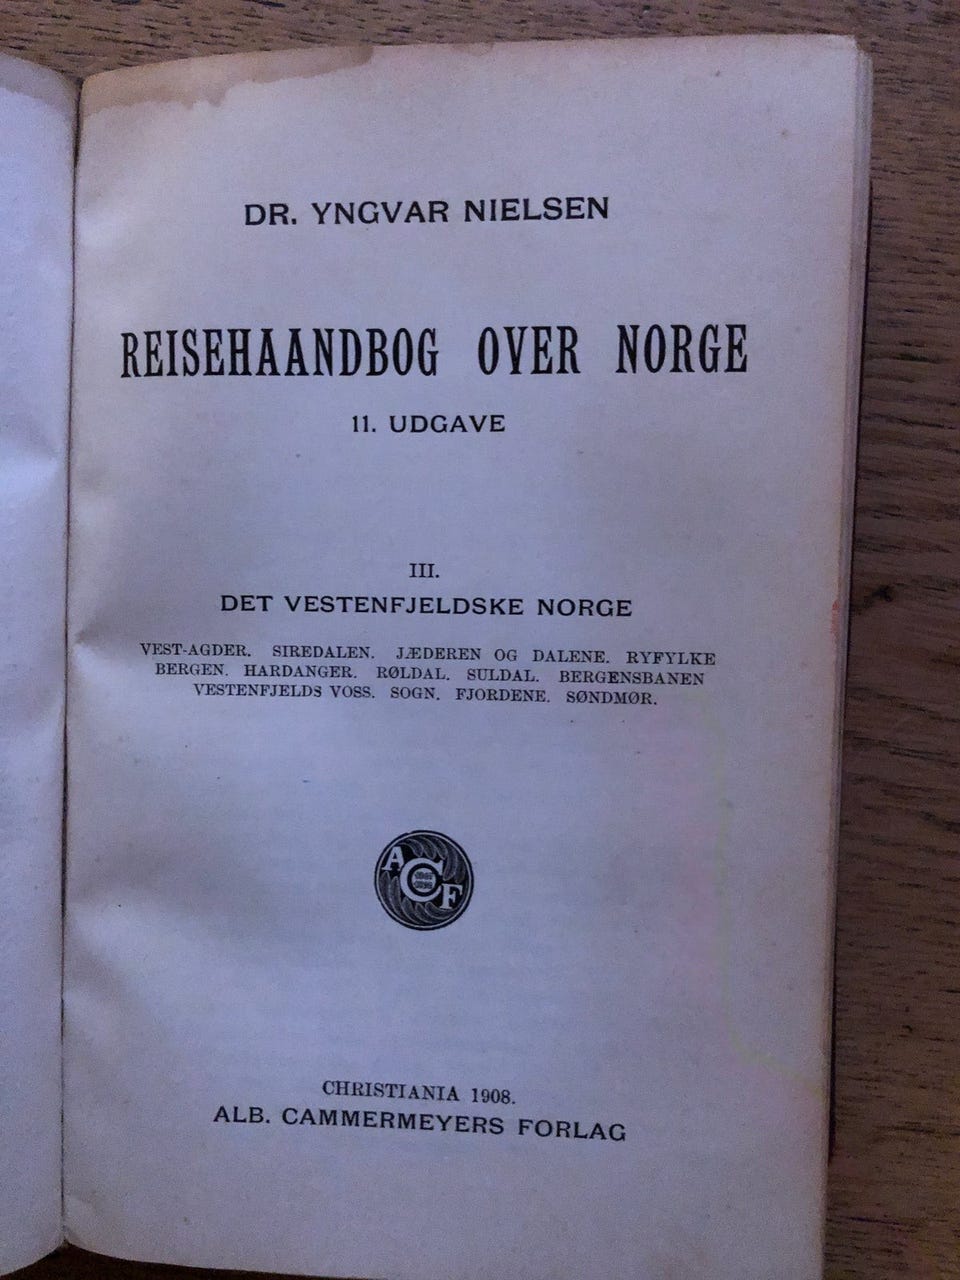 DR. YNGVAR NIELSEN
REISEHAANDBOG OVER NORGE
11. UDGAVE
III.
DET VESTENFJELDSKE NORGE
VEST-AGDER. SIREDALEN. JÆDEREN OG DALENE. RYFYLKE
BERGEN. HARDANGER. RØLDAL. SULDAL. BERGENSBANEN
VESTENFJELDS VOSS. SOGN. FJORDENE. SØNDMØR.
A C F
CHRISTIANIA 1908.
ALB. CAMMERMEYERS FORLAG